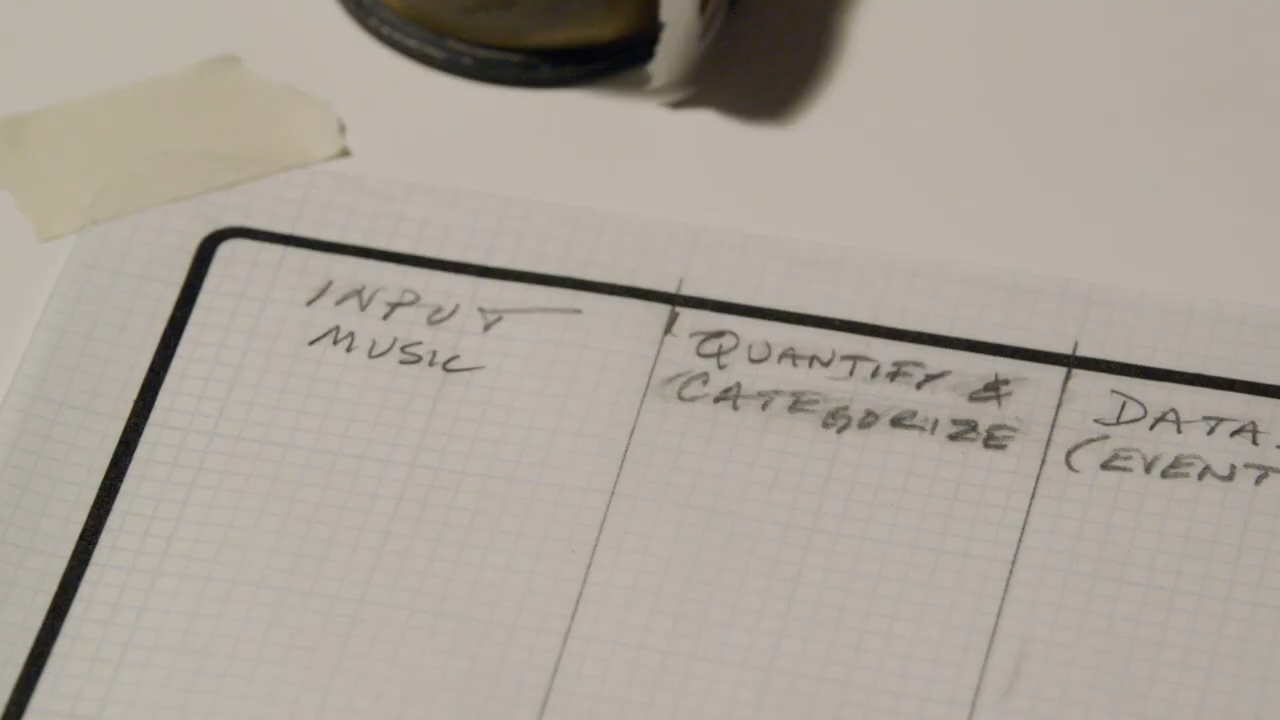 INPUT
MUSIC
QUANTIFY &
CATEGORIZE
DATA
(EVENT